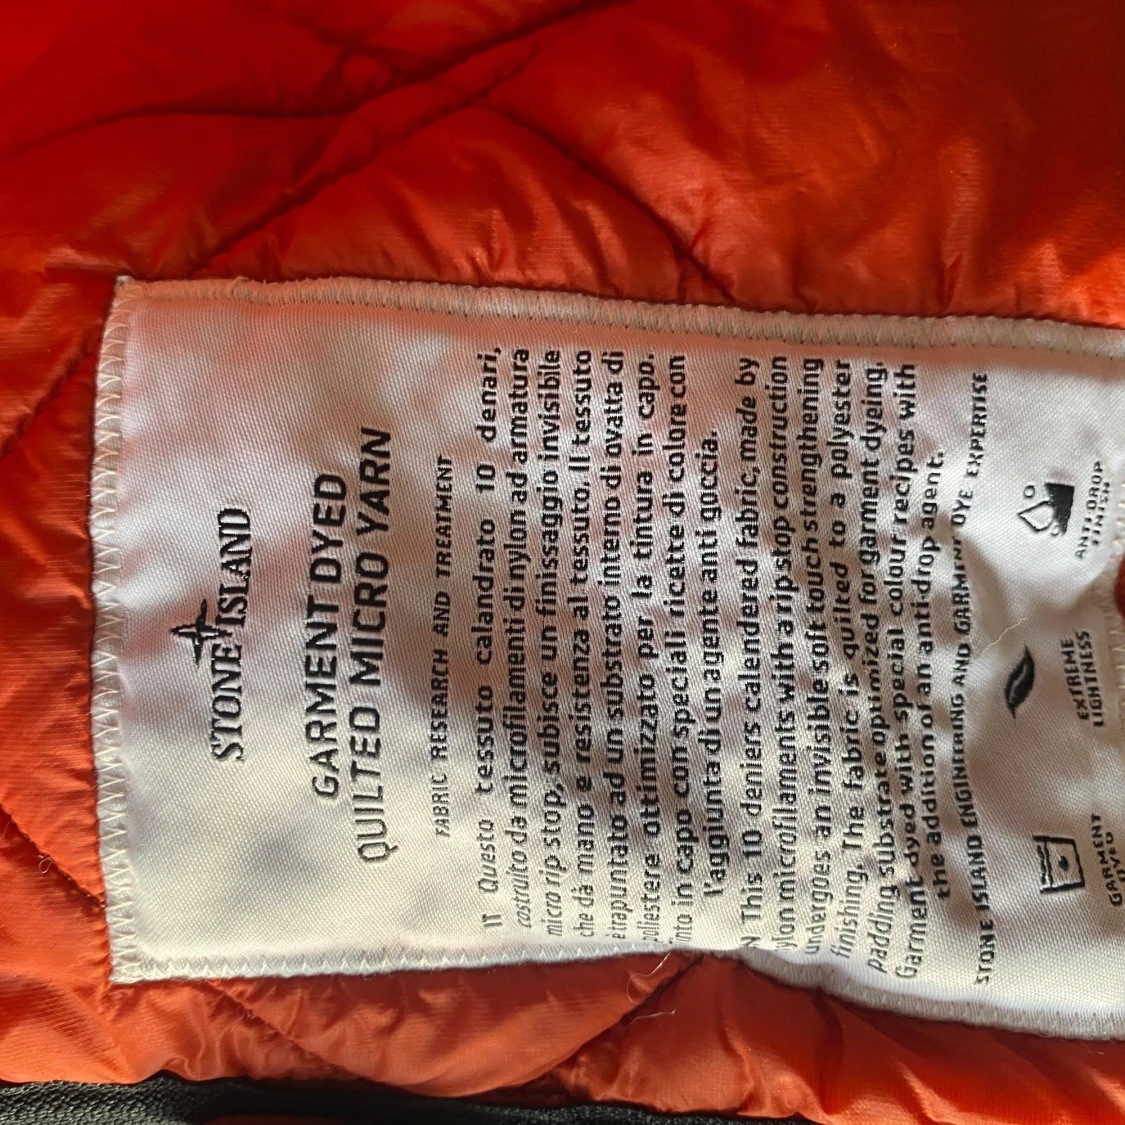 STONE ISLAND
GARMENT DYED
QUILTED MICRO YARN
FABRIC RESEARCH AND TREATMENT
IT Questo tessuto calandrato 10 denari,
costruito da microfilamenti di nylon ad armatura
micro rip stop, subisce un finissaggio invisibile
che dà mano e resistenza al tessuto. Il tessuto
è trapuntato ad un substrato interno di ovatta di
poliestere ottimizzato per la tintura in capo.
into in capo con speciali ricette di colore con
l'aggiunta di un agente anti goccia.
N This 10 deniers calendered fabric, made by
ylon microfilaments with a rip stop construction
undergoes an invisible soft touch strengthening
finishing. The fabric is quilted to a polyester
padding substrate optimized for garment dyeing.
Garment dyed with special colour recipes with
the addition of an anti-drop agent.
STONE ISLAND ENGINEERING AND GARMENT DYE EXPERTISE
GARMENT
DYED
EXTREME
LIGHTNESS
ANTI-DROP
FINISH